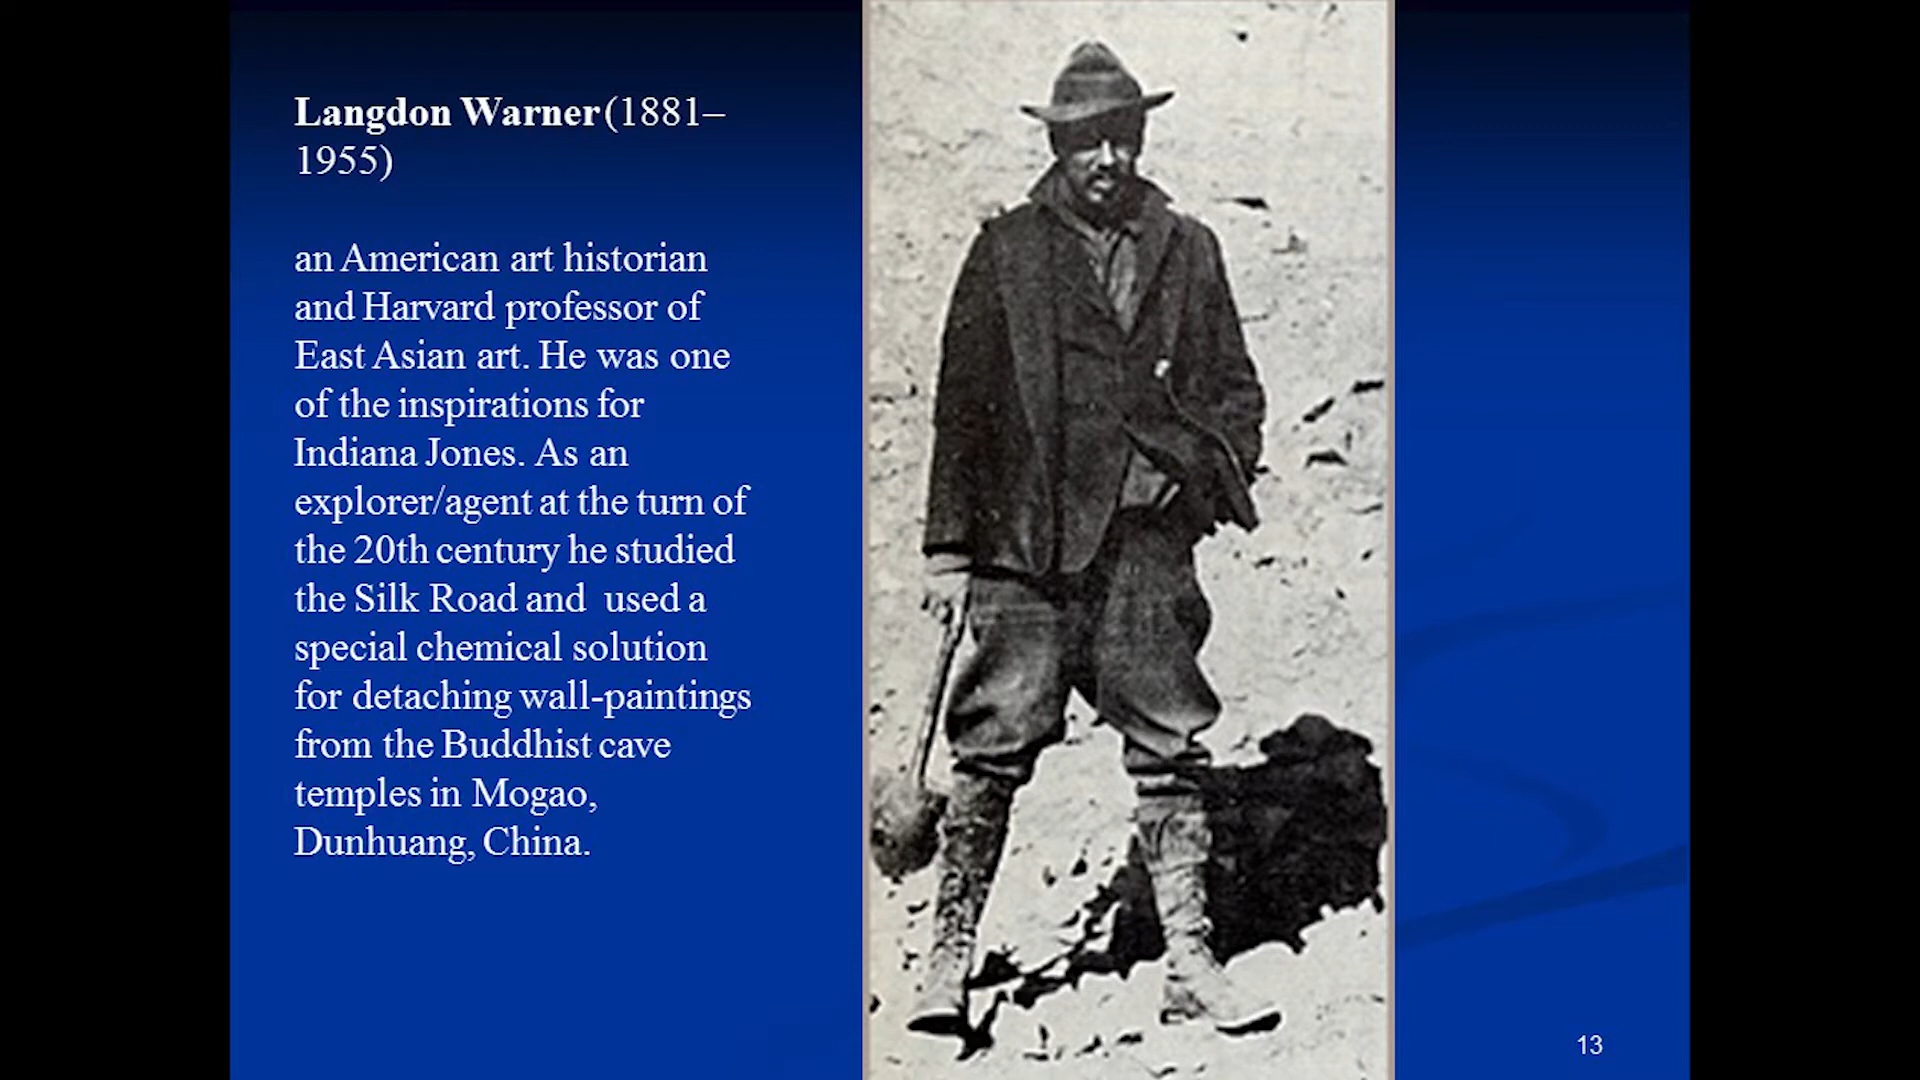 Langdon Warner (1881–
1955)
an American art historian
and Harvard professor of
East Asian art. He was one
of the inspirations for
Indiana Jones. As an
explorer/agent at the turn of
the 20th century he studied
the Silk Road and  used a
special chemical solution
for detaching wall-paintings
from the Buddhist cave
temples in Mogao,
Dunhuang, China.
13